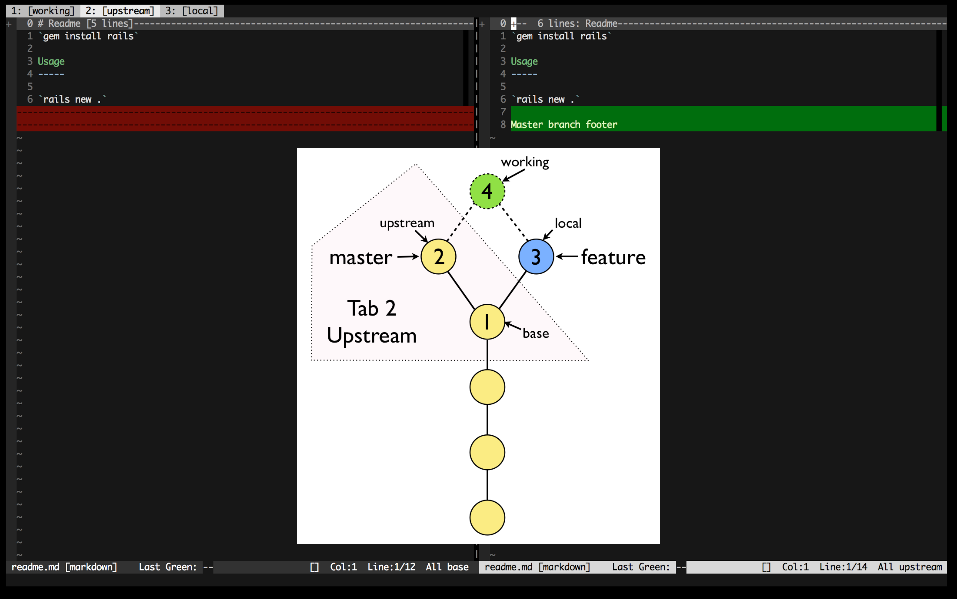 1: [working] 2: [upstream] 3: [local]
+ 0 # Readme [5 lines]
1 `gem install rails`
2
3 Usage
4 -----
5
6 `rails new .`
~
+ 0 +-- 6 lines: Readme
1 `gem install rails`
2
3 Usage
4 -----
5
6 `rails new .`
7
8 Master branch footer
~
working
4
upstream
local
master
2
3
feature
Tab 2
Upstream
1
base
readme.md [markdown] Last Green: -- [] Col:1 Line:1/12 All base
readme.md [markdown] Last Green: -- [] Col:1 Line:1/14 All upstream